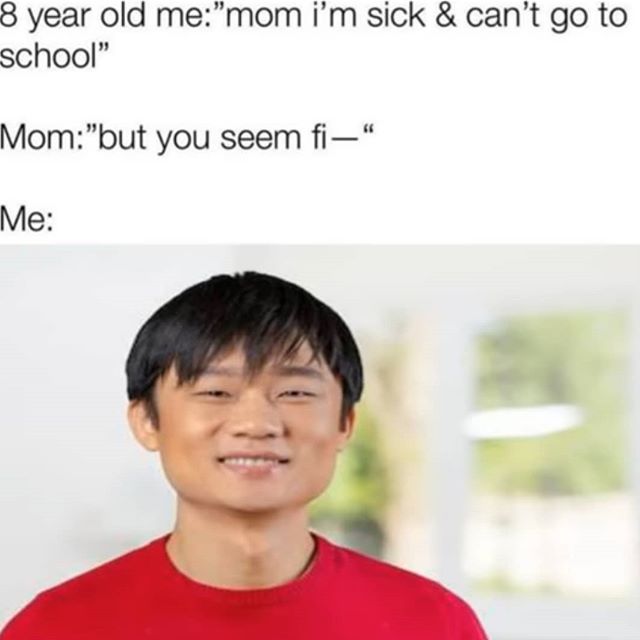 8 year old me:”mom i’m sick & can’t go to
school”
Mom:”but you seem fi—“
Me: